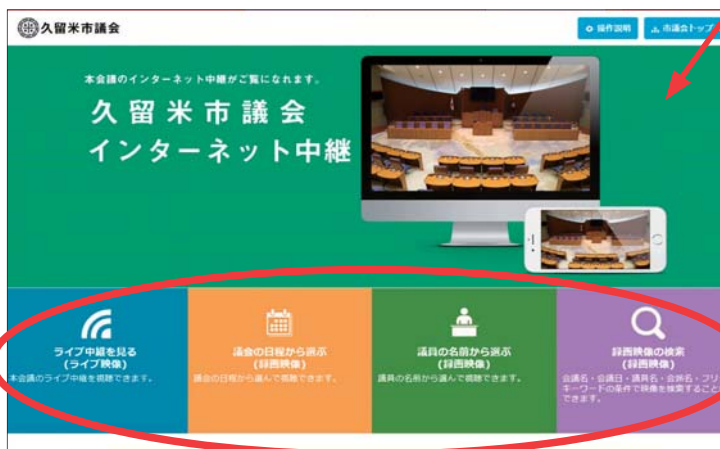 久留米市議会
操作説明
市議会トップ
本会議のインターネット中継がご覧になれます。
久留米市議会
インターネット中継
ライブ中継を見る
(ライブ映像)
本会議のライブ中継を視聴できます。
議会の日程から選ぶ
(録画映像)
議会の日程から選んで視聴できます。
議員の名前から選ぶ
(録画映像)
議員の名前から選んで視聴できます。
録画映像の検索
(録画映像)
会議名・会議日・議員名・会派名・フリ
キーワードの条件で映像を検索すること
できます。